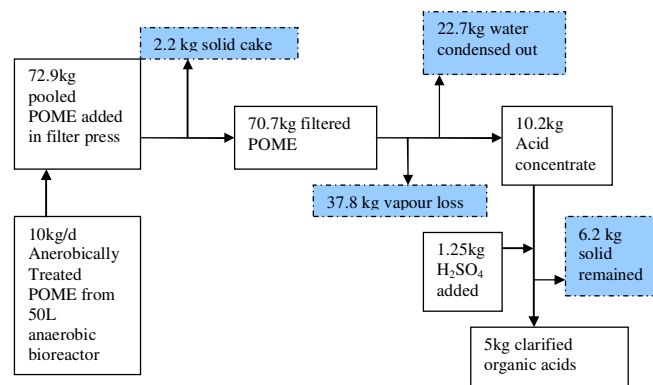 2.2 kg solid cake
22.7kg water
condensed out
72.9kg
pooled
POME added
in filter press
70.7kg filtered
POME
10.2kg
Acid
concentrate
37.8 kg vapour loss
10kg/d
Anerobically
Treated
POME from
50L
anaerobic
bioreactor
1.25kg
H₂SO₄
added
6.2 kg
solid
remained
5kg clarified
organic acids